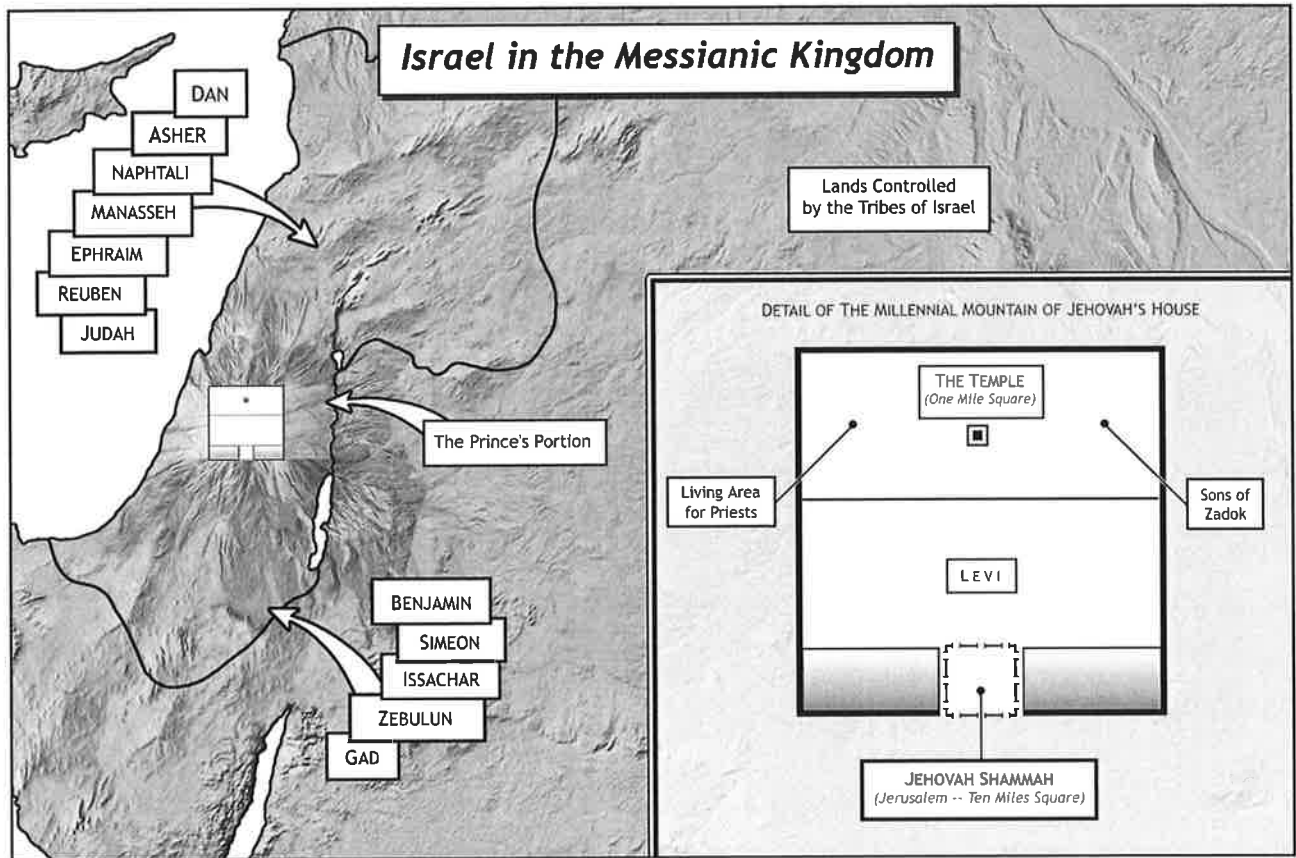 Israel in the Messianic Kingdom
DAN
ASHER
NAPHTALI
MANASSEH
EPHRAIM
REUBEN
JUDAH
Lands Controlled
by the Tribes of Israel
The Prince's Portion
BENJAMIN
SIMEON
ISSACHAR
ZEBULUN
GAD
DETAIL OF THE MILLENNIAL MOUNTAIN OF JEHOVAH'S HOUSE
THE TEMPLE
(One Mile Square)
Living Area
for Priests
Sons of
Zadok
LEVI
JEHOVAH SHAMMAH
(Jerusalem -- Ten Miles Square)